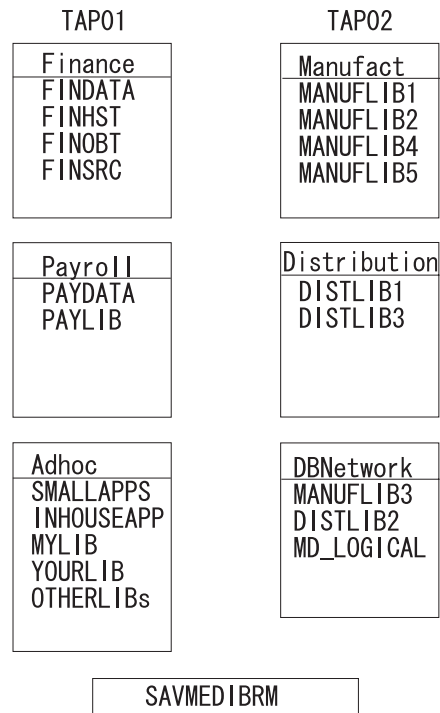 TAP01
Finance
FINDATA
FINHST
FINOBT
FINSRC
Payroll
PAYDATA
PAYLIB
Adhoc
SMALLAPPS
INHOUSEAPP
MYLIB
YOURLIB
OTHERLIBs
TAP02
Manufact
MANUFLIB1
MANUFLIB2
MANUFLIB4
MANUFLIB5
Distribution
DISTLIB1
DISTLIB3
DBNetwork
MANUFLIB3
DISTLIB2
MD_LOGICAL
SAVMEDIBRM